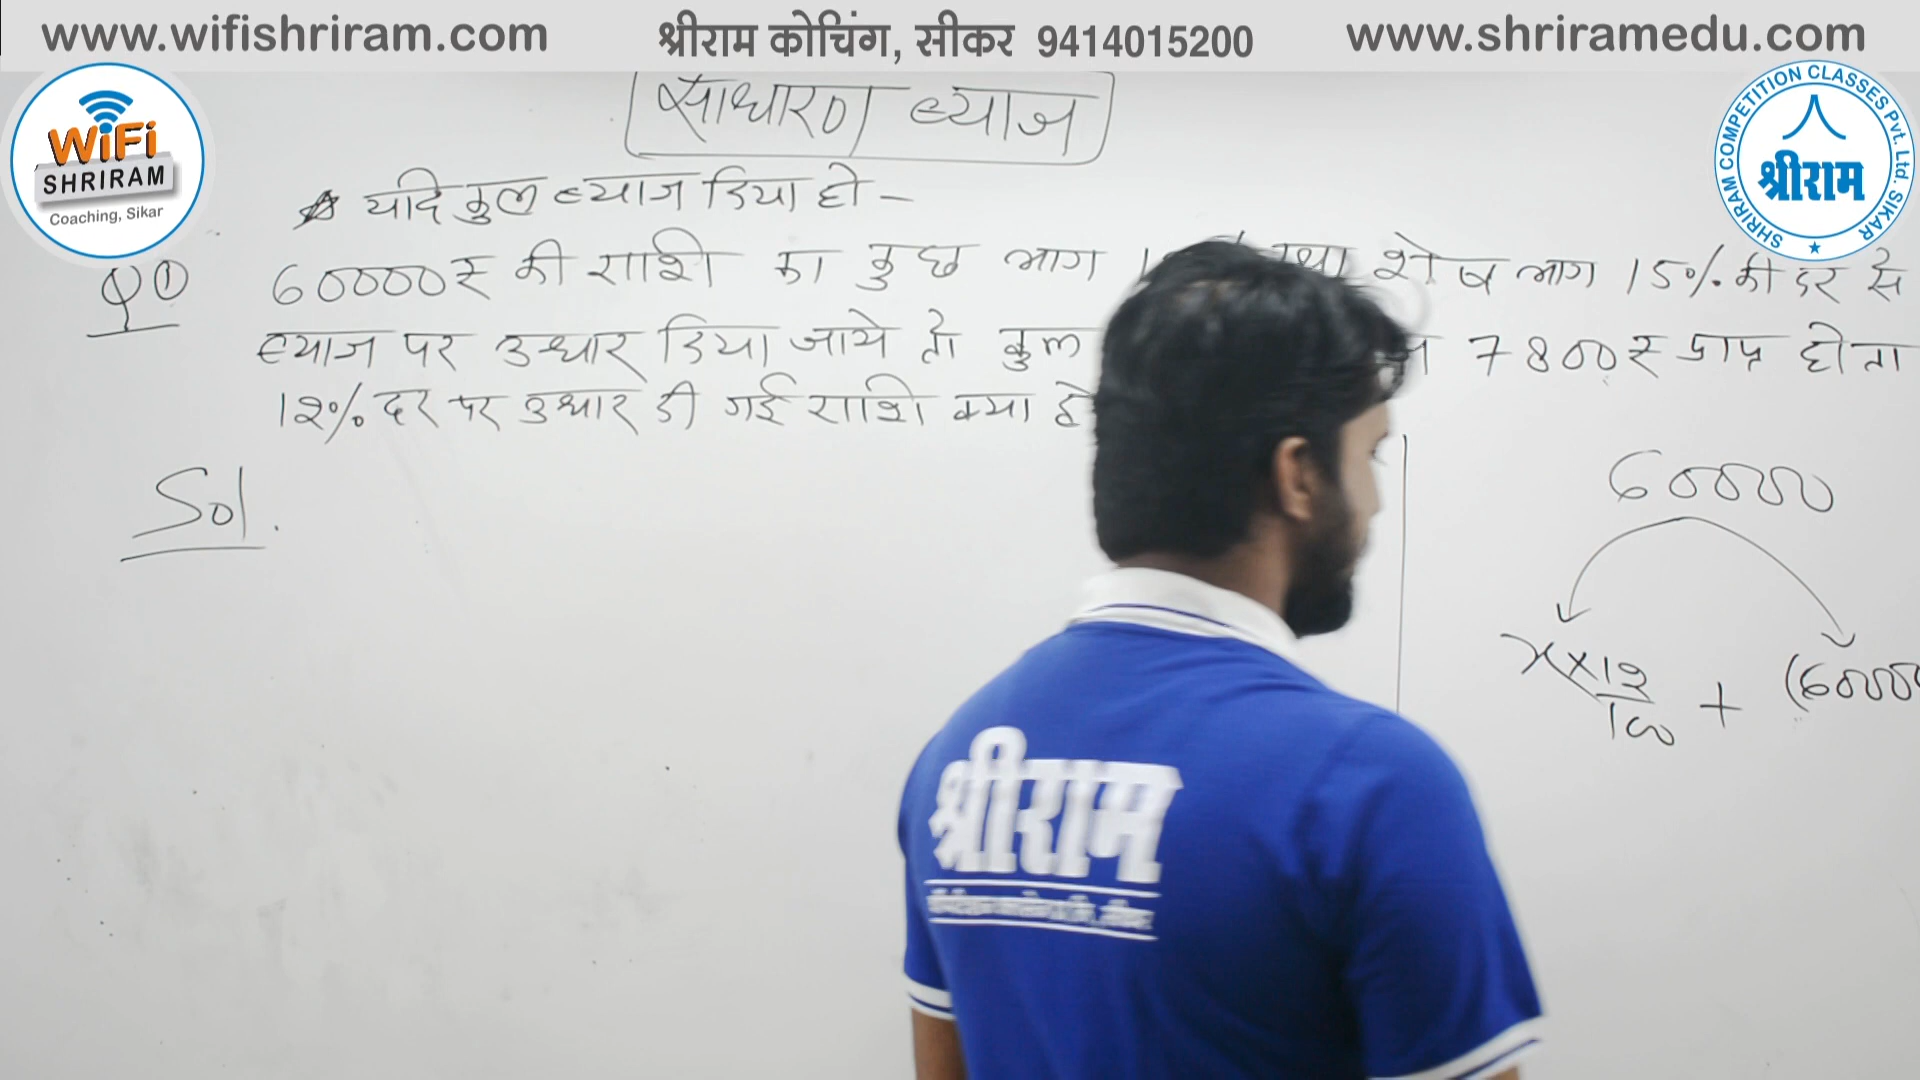 www.wifishriram.com
श्रीराम कोचिंग, सीकर 9414015200
www.shriramedu.com
WiFi
SHRIRAM
Coaching, Sikar
SHRIRAM COMPETITION CLASSES Pvt. Ltd. SIKAR
श्रीराम
साधारण ब्याज
यदि कुल ब्याज दिया हो -
Q① 60000₹ की राशि का कुछ भाग तथा शेष भाग 15% की दर से
ब्याज पर उधार दिया जाये तो कुल 7800₹ प्राप्त होता
12% दर पर उधार दी गई राशि क्या
Sol.
60000
x×12/100 + (6000
श्रीराम